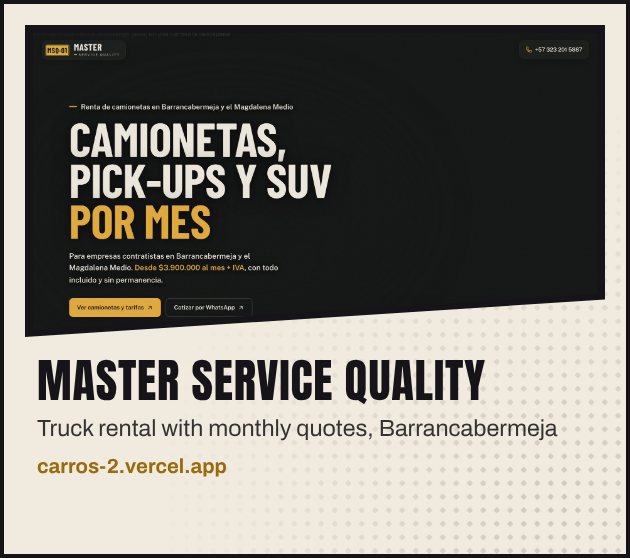 MSQ-01 MASTER
SERVICE QUALITY
+57 323 201 5887
Renta de camionetas en Barrancabermeja y el Magdalena Medio
CAMIONETAS,
PICK-UPS Y SUV
POR MES
Para empresas contratistas en Barrancabermeja y el
Magdalena Medio. Desde $3.900.000 al mes + IVA, con todo
incluido y sin permanencia.
Ver camionetas y tarifas ↗ Cotizar por WhatsApp ↗
MASTER SERVICE QUALITY
Truck rental with monthly quotes, Barrancabermeja
carros-2.vercel.app